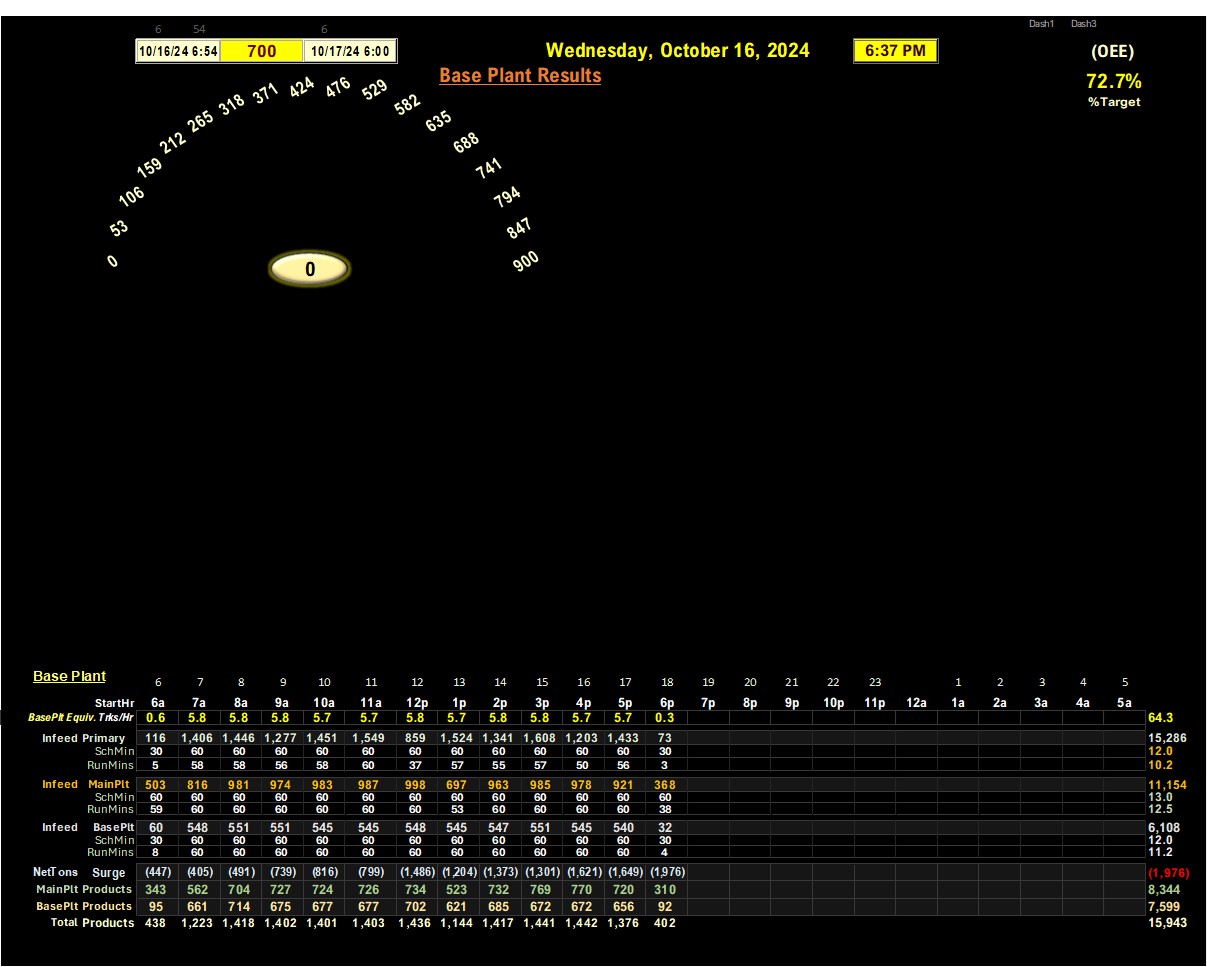 Dash1 Dash3
6 54 6
10/16/24 6:54 700 10/17/24 6:00 Wednesday, October 16, 2024 6:37 PM (OEE)
Base Plant Results 72.7%
%Target
0 53 106 159 212 265 318 371 424 476 529 582 635 688 741 794 847 900
0
Base Plant 6 7 8 9 10 11 12 13 14 15 16 17 18 19 20 21 22 23 1 2 3 4 5
StartHr 6a 7a 8a 9a 10a 11a 12p 1p 2p 3p 4p 5p 6p 7p 8p 9p 10p 11p 12a 1a 2a 3a 4a 5a
BasePlt Equiv. Trks/Hr 0.6 5.8 5.8 5.8 5.7 5.7 5.8 5.7 5.8 5.8 5.7 5.7 0.3 64.3
Infeed Primary 116 1,406 1,446 1,277 1,451 1,549 859 1,524 1,341 1,608 1,203 1,433 73 15,286
SchMin 30 60 60 60 60 60 60 60 60 60 60 60 30 12.0
RunMins 5 58 58 56 58 60 37 57 55 57 50 56 3 10.2
Infeed MainPlt 503 816 981 974 983 987 998 697 963 985 978 921 368 11,154
SchMin 60 60 60 60 60 60 60 60 60 60 60 60 60 13.0
RunMins 59 60 60 60 60 60 60 53 60 60 60 60 38 12.5
Infeed BasePlt 60 548 551 551 545 545 548 545 547 551 545 540 32 6,108
SchMin 30 60 60 60 60 60 60 60 60 60 60 60 30 12.0
RunMins 8 60 60 60 60 60 60 60 60 60 60 60 4 11.2
NetTons Surge (447) (405) (491) (739) (816) (799) (1,486) (1,204) (1,373) (1,301) (1,621) (1,649) (1,976) (1,976)
MainPlt Products 343 562 704 727 724 726 734 523 732 769 770 720 310 8,344
BasePlt Products 95 661 714 675 677 677 702 621 685 672 672 656 92 7,599
Total Products 438 1,223 1,418 1,402 1,401 1,403 1,436 1,144 1,417 1,441 1,442 1,376 402 15,943